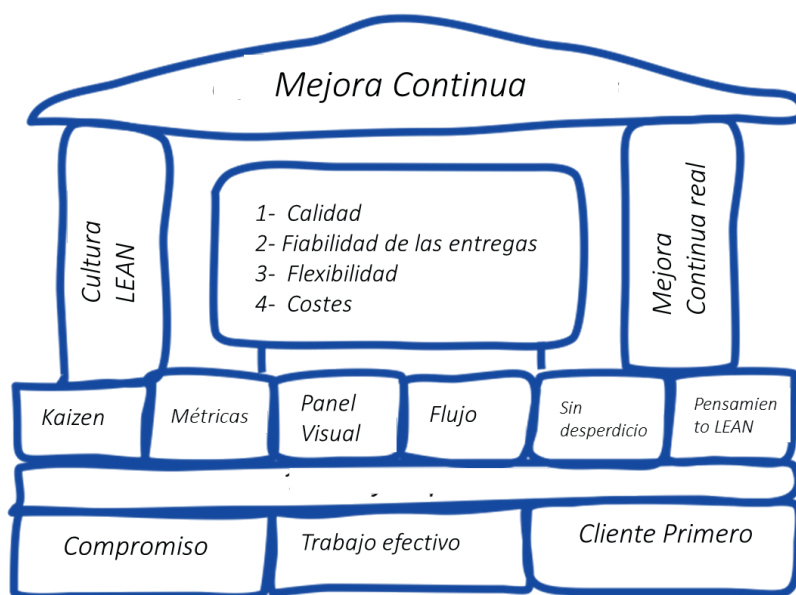 Mejora Continua
Cultura
LEAN
1- Calidad
2- Fiabilidad de las entregas
3- Flexibilidad
4- Costes
Mejora
Continua real
Kaizen
Métricas
Panel
Visual
Flujo
Sin
desperdicio
Pensamien
to LEAN
Compromiso
Trabajo efectivo
Cliente Primero